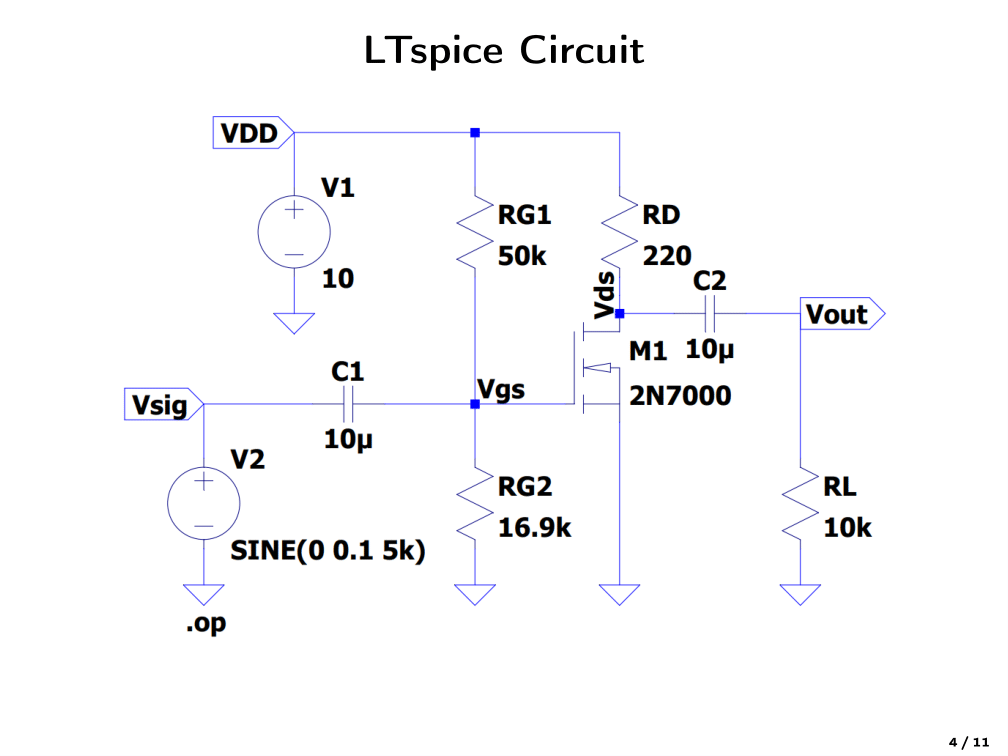 LTspice Circuit
VDD
V1
10
RG1
50k
RD
220
Vds
C2
10µ
Vout
M1
2N7000
C1
10µ
Vgs
Vsig
V2
SINE(0 0.1 5k)
RG2
16.9k
RL
10k
.op
4 / 11